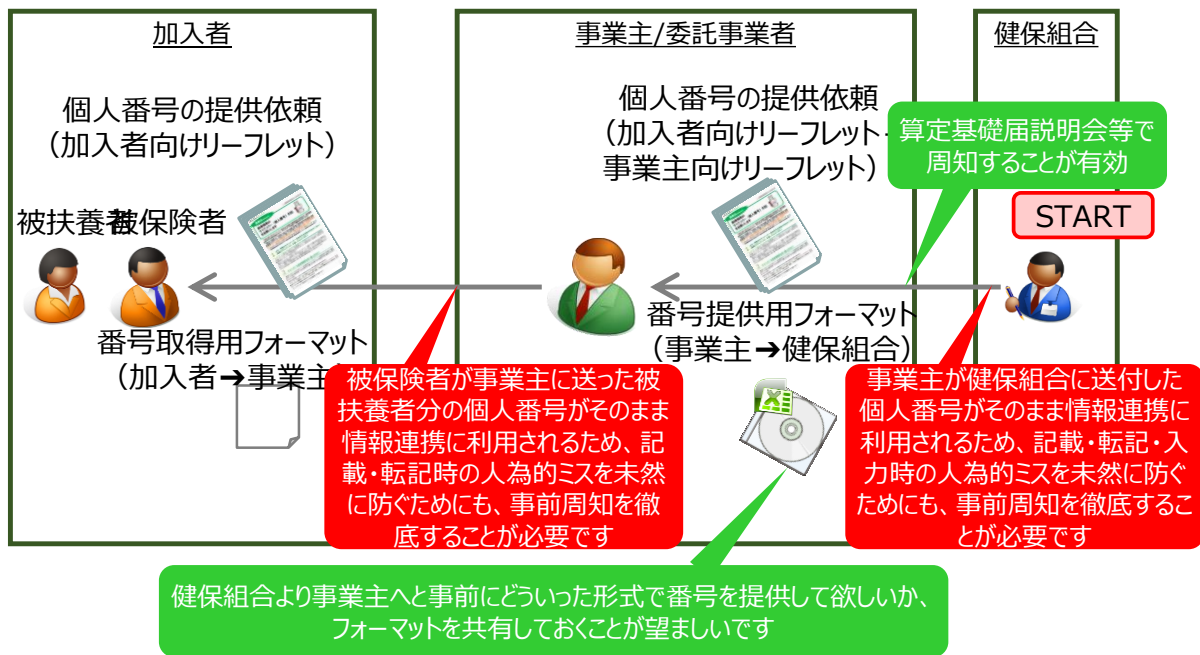 加入者
個人番号の提供依頼
（加入者向けリーフレット）
被扶養者
被保険者
番号取得用フォーマット
（加入者→事業主
事業主/委託事業者
個人番号の提供依頼
（加入者向けリーフレット・
事業主向けリーフレット）
番号提供用フォーマット
（事業主→健保組合）
健保組合
算定基礎届説明会等で
周知することが有効
START
被保険者が事業主に送った被
扶養者分の個人番号がそのまま
情報連携に利用されるため、記
載・転記時の人為的ミスを未然
に防ぐためにも、事前周知を徹
底することが必要です
事業主が健保組合に送付した
個人番号がそのまま情報連携に
利用されるため、記載・転記・入
力時の人為的ミスを未然に防ぐ
ためにも、事前周知を徹底するこ
とが必要です
健保組合より事業主へと事前にどういった形式で番号を提供して欲しいか、
フォーマットを共有しておくことが望ましいです